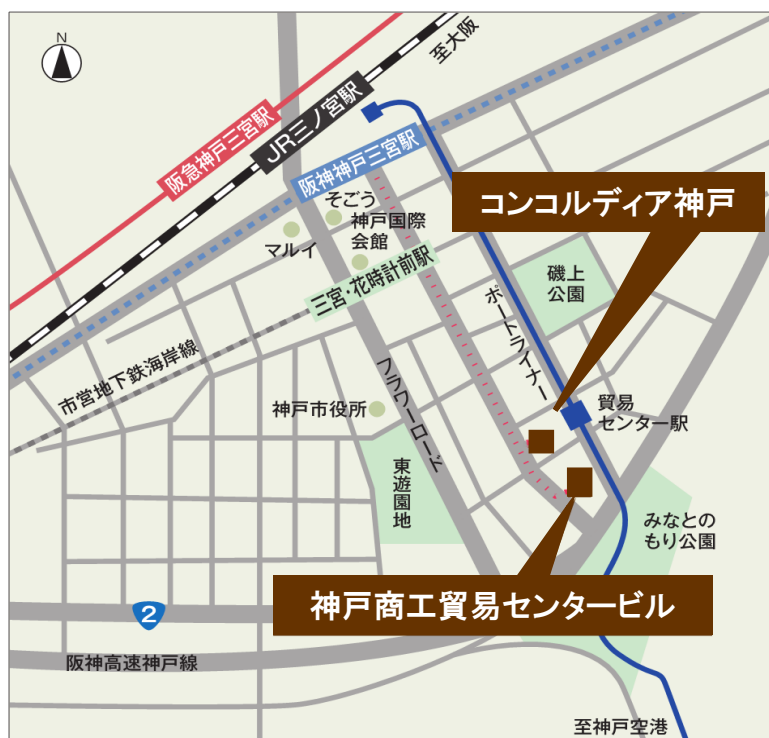 N
至大阪
阪急神戸三宮駅
JR三ノ宮駅
阪神神戸三宮駅
コンコルディア神戸
そごう
神戸国際
会館
マルイ
三宮・花時計前駅
磯上
公園
ポートライナー
市営地下鉄海岸線
フラワーロード
神戸市役所
貿易
センター駅
東遊園地
みなとの
もり公園
神戸商工貿易センタービル
2
阪神高速神戸線
至神戸空港